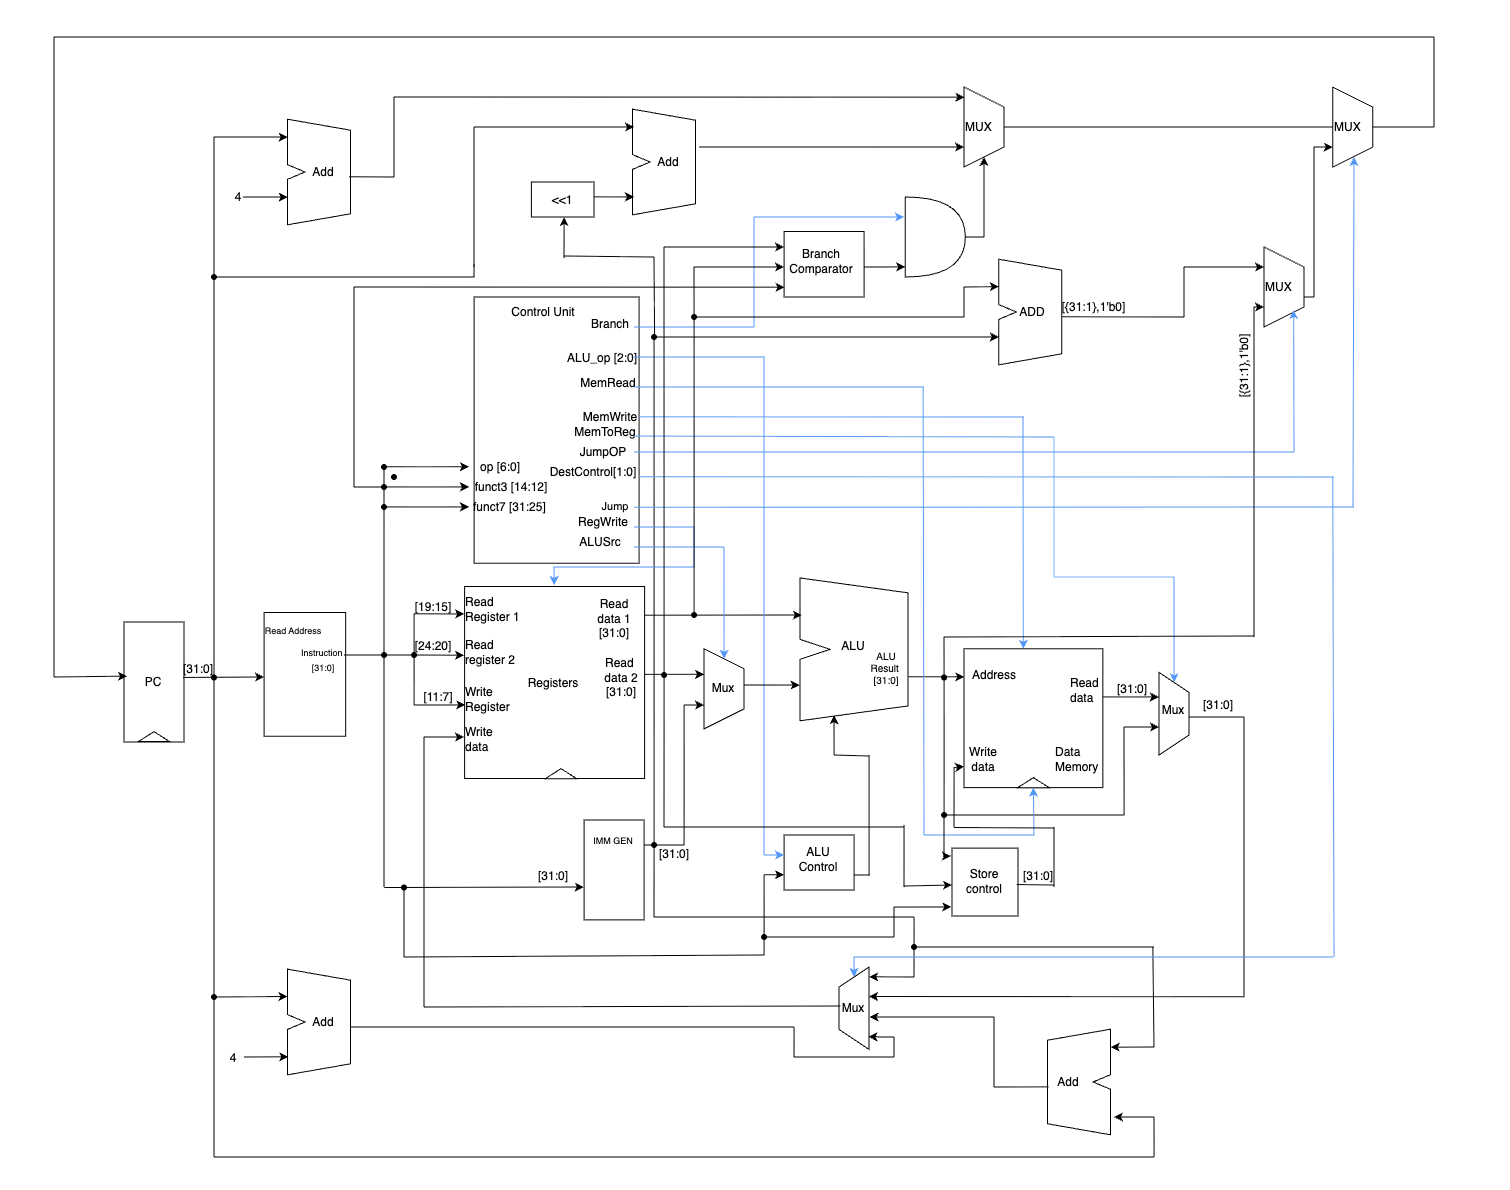 MUX
MUX
Add
Add
4
<<1
Branch
Comparator
MUX
ADD
[{31:1},1'b0]
Control Unit
Branch
ALU_op [2:0]
MemRead
MemWrite
MemToReg
JumpOP
DestControl[1:0]
op [6:0]
funct3 [14:12]
funct7 [31:25]
Jump
RegWrite
ALUSrc
[{31:1},1'b0]
PC
[31:0]
Read Address
Instruction
[31:0]
[19:15]
[24:20]
[11:7]
Read
Register 1
Read
register 2
Write
Register
Write
data
Registers
Read
data 1
[31:0]
Read
data 2
[31:0]
Mux
ALU
ALU
Result
[31:0]
Address
Read
data
Write
data
Data
Memory
[31:0]
Mux
[31:0]
IMM GEN
[31:0]
[31:0]
ALU
Control
Store
control
[31:0]
Mux
Add
4
Add